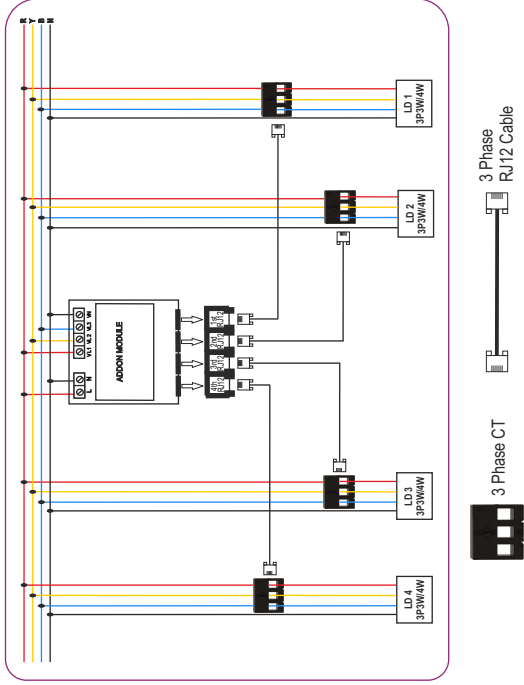 R
Y
B
N
L N VL1 VL2 VL3 VN
ADDON MODULE
4th
RJ12
3rd
RJ12
2nd
RJ12
1st
RJ12
LD 4
3P3W/4W
LD 3
3P3W/4W
LD 2
3P3W/4W
LD 1
3P3W/4W
3 Phase CT
3 Phase
RJ12 Cable